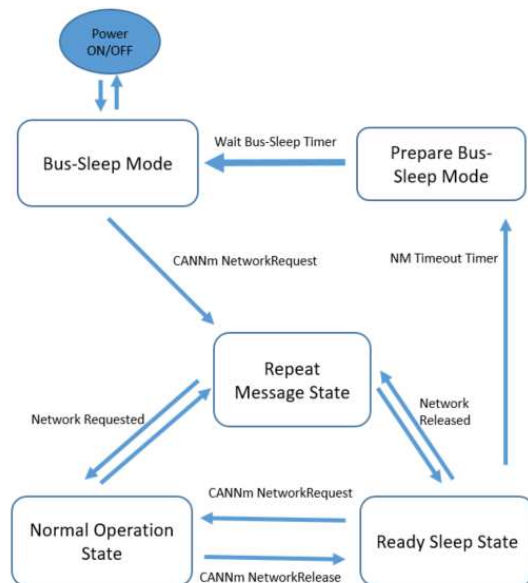 Power
ON/OFF
Bus-Sleep Mode
Wait Bus-Sleep Timer
Prepare Bus-
Sleep Mode
CANNm NetworkRequest
NM Timeout Timer
Repeat
Message State
Network Requested
Network
Released
Normal Operation
State
CANNm NetworkRequest
CANNm NetworkRelease
Ready Sleep State